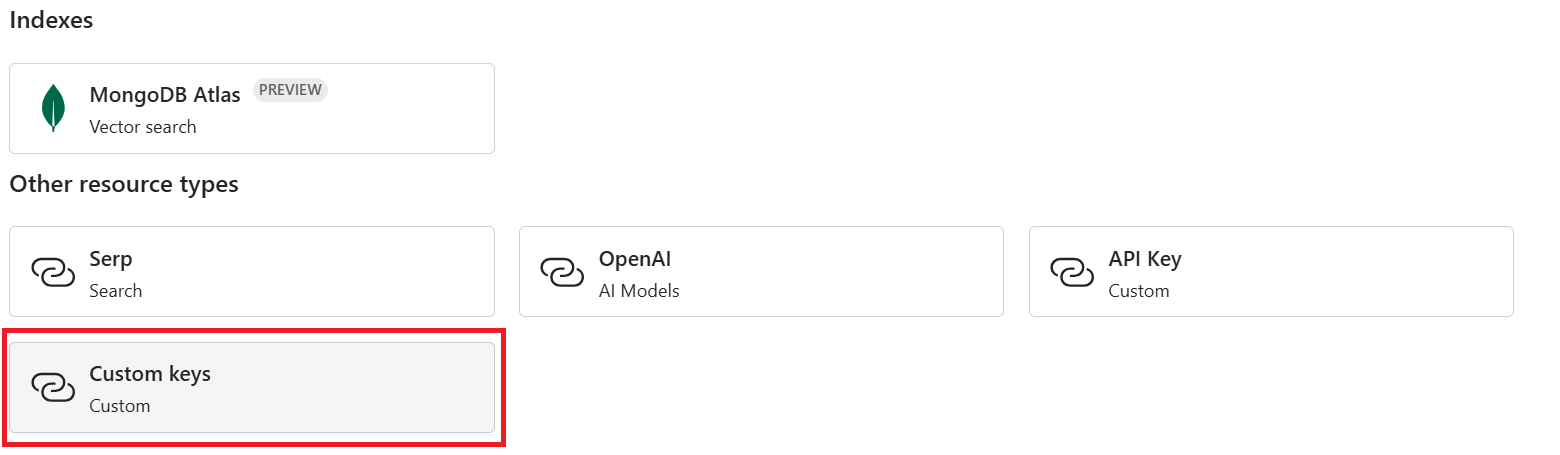 Indexes
MongoDB Atlas PREVIEW
Vector search
Other resource types
Serp
Search
OpenAI
AI Models
API Key
Custom
Custom keys
Custom